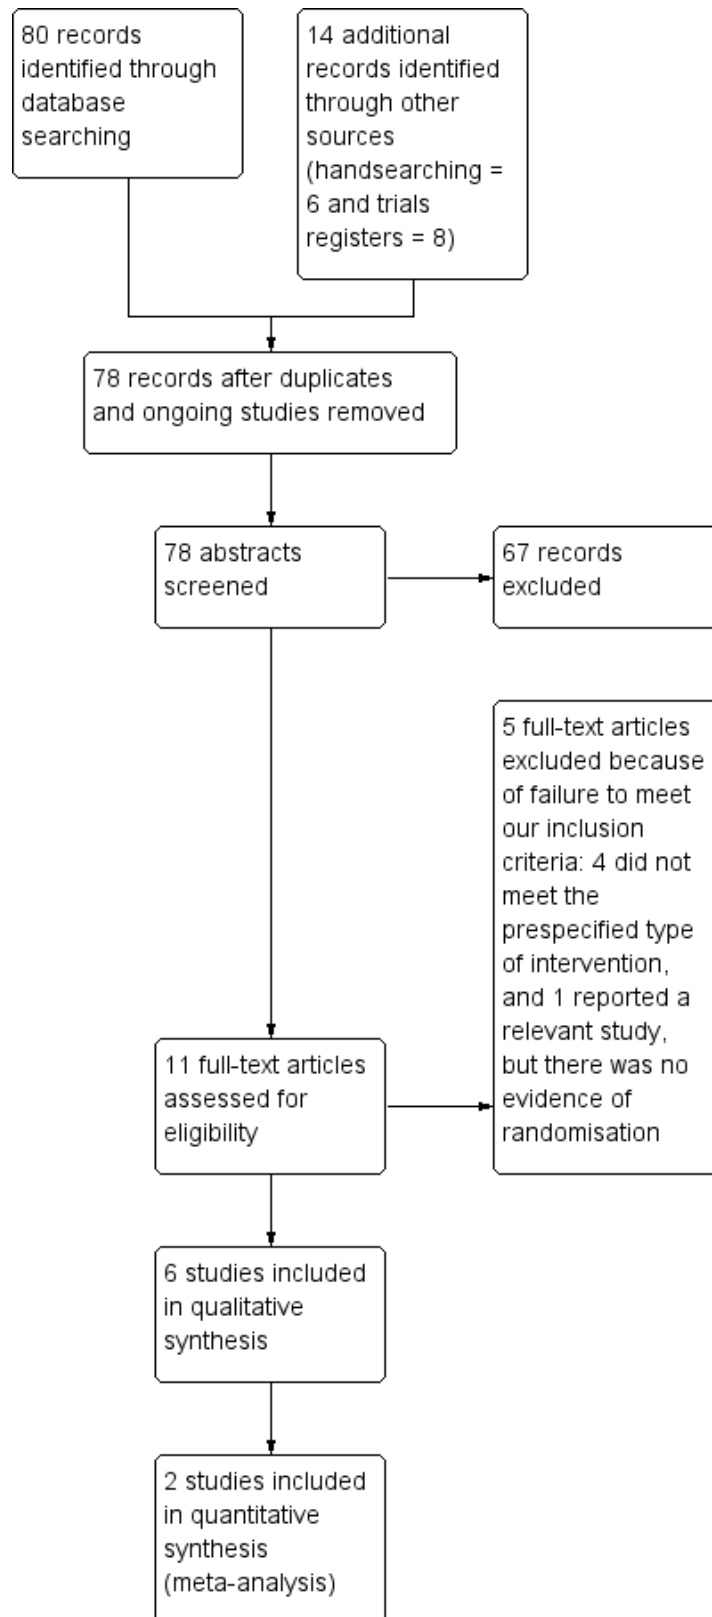 80 records
identified through
database
searching
14 additional
records identified
through other
sources
(handsearching =
6 and trials
registers = 8)
78 records after duplicates
and ongoing studies removed
78 abstracts
screened
67 records
excluded
5 full-text articles
excluded because
of failure to meet
our inclusion
criteria: 4 did not
meet the
prespecified type
of intervention,
and 1 reported a
relevant study,
but there was no
evidence of
randomisation
11 full-text articles
assessed for
eligibility
6 studies included
in qualitative
synthesis
2 studies included
in quantitative
synthesis
(meta-analysis)